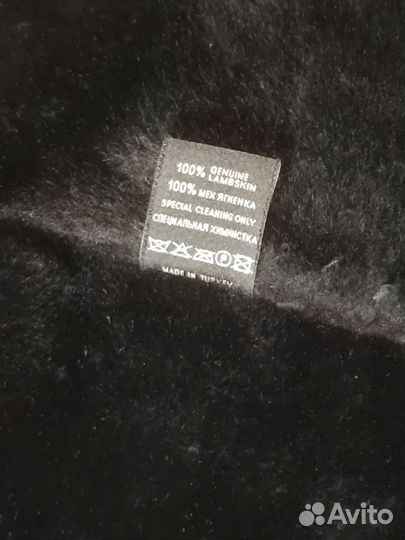 100% GENUINE LAMBSKIN
100% МЕХ ЯГНЕНКА
SPECIAL CLEANING ONLY
СПЕЦИАЛЬНАЯ ХИМЧИСТКА
P
MADE IN TURKEY
Avito